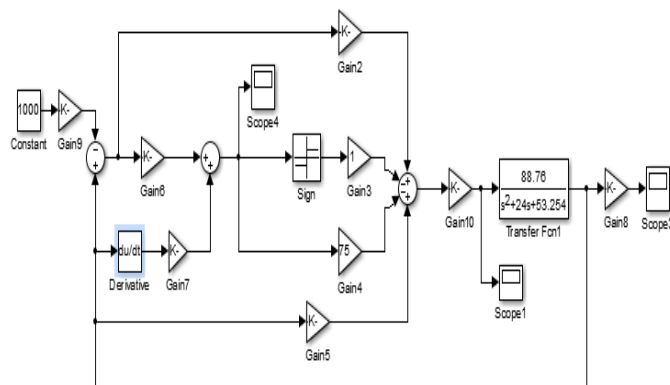 -K-
Gain2
Scope4
1000
Constant
-K-
Gain9
-K-
Gain6
Sign
1
Gain3
-K-
Gain10
88.76
s²+24s+53.254
Transfer Fcn1
-K-
Gain8
Scope3
du/dt
Derivative
-K-
Gain7
75
Gain4
Scope1
-K-
Gain5